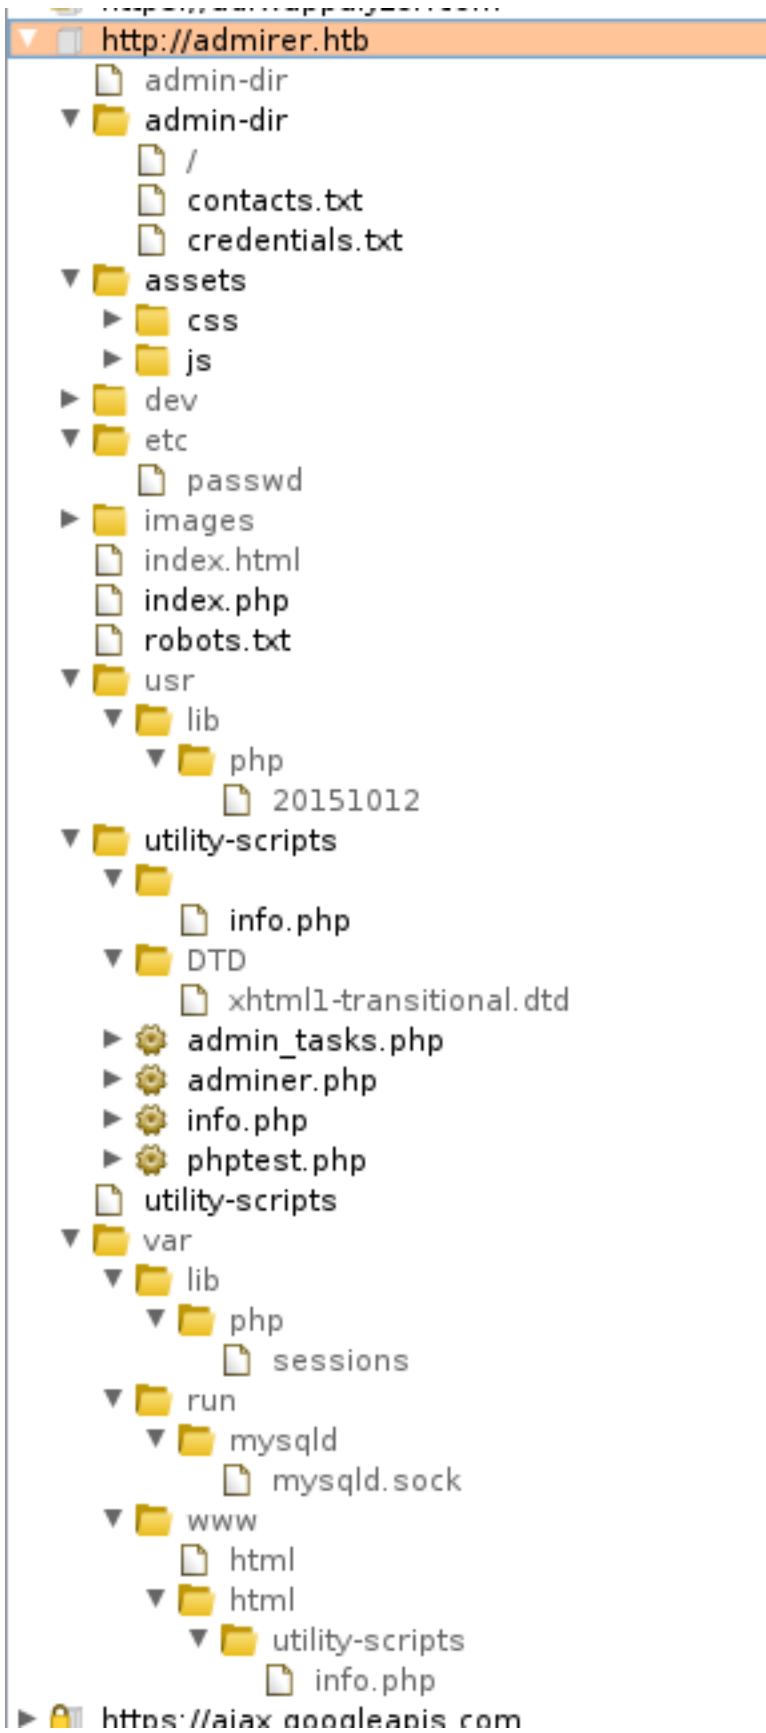 http://admirer.htb
admin-dir
admin-dir
/
contacts.txt
credentials.txt
assets
css
js
dev
etc
passwd
images
index.html
index.php
robots.txt
usr
lib
php
20151012
utility-scripts
info.php
DTD
xhtml1-transitional.dtd
admin_tasks.php
adminer.php
info.php
phptest.php
utility-scripts
var
lib
php
sessions
run
mysqld
mysqld.sock
www
html
html
utility-scripts
info.php
https://ajax.googleapis.com